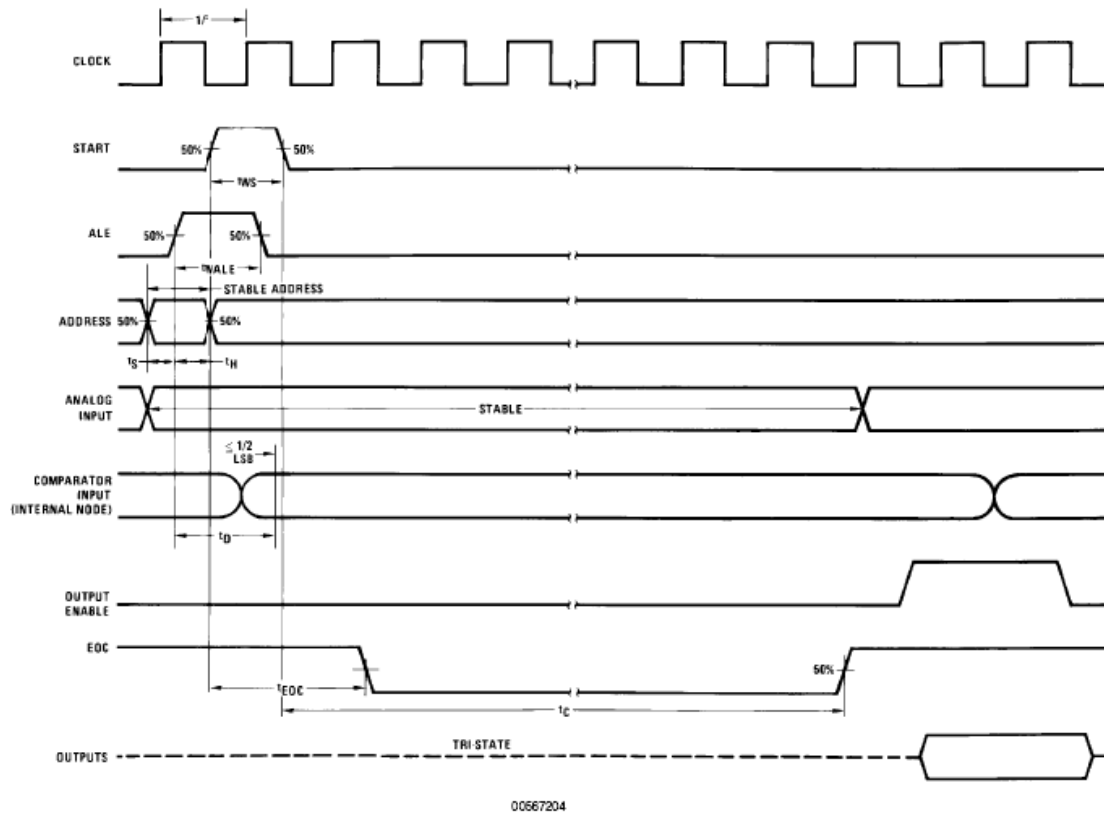 1/F
CLOCK
START
50%
50%
tWS
ALE
50%
50%
tWALE
STABLE ADDRESS
ADDRESS
50%
50%
tS
tH
ANALOG
INPUT
STABLE
≤ 1/2
LSB
COMPARATOR
INPUT
(INTERNAL NODE)
tD
OUTPUT
ENABLE
EOC
50%
tEOC
tC
TRI-STATE
OUTPUTS
00567204